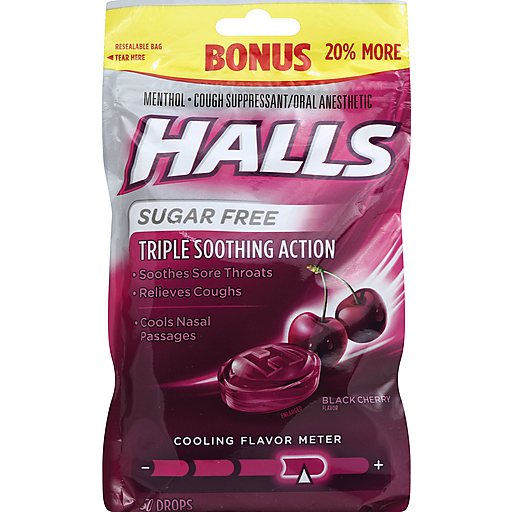 RESEALABLE BAG
TEAR HERE
BONUS 20% MORE
MENTHOL • COUGH SUPPRESSANT/ORAL ANESTHETIC
HALLS
SUGAR FREE
TRIPLE SOOTHING ACTION
• Soothes Sore Throats
• Relieves Coughs
• Cools Nasal
Passages
H
ENLARGED
BLACK CHERRY
FLAVOR
COOLING FLAVOR METER
- +
DROPS